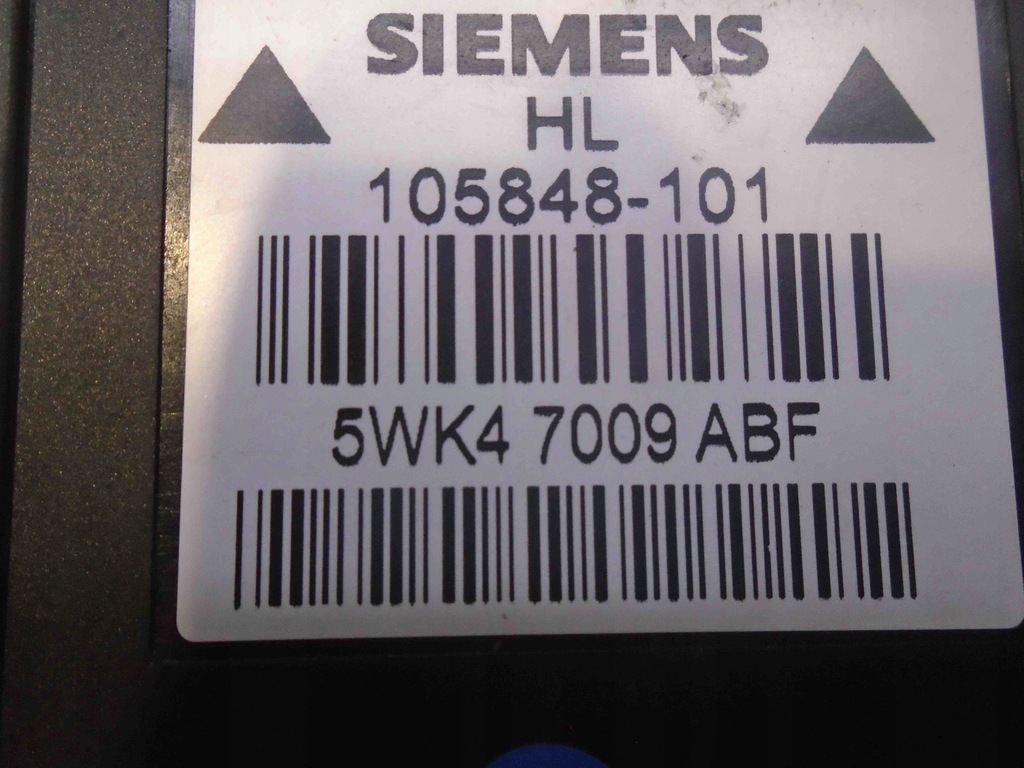 SIEMENS
HL
105848-101
5WK4 7009 ABF